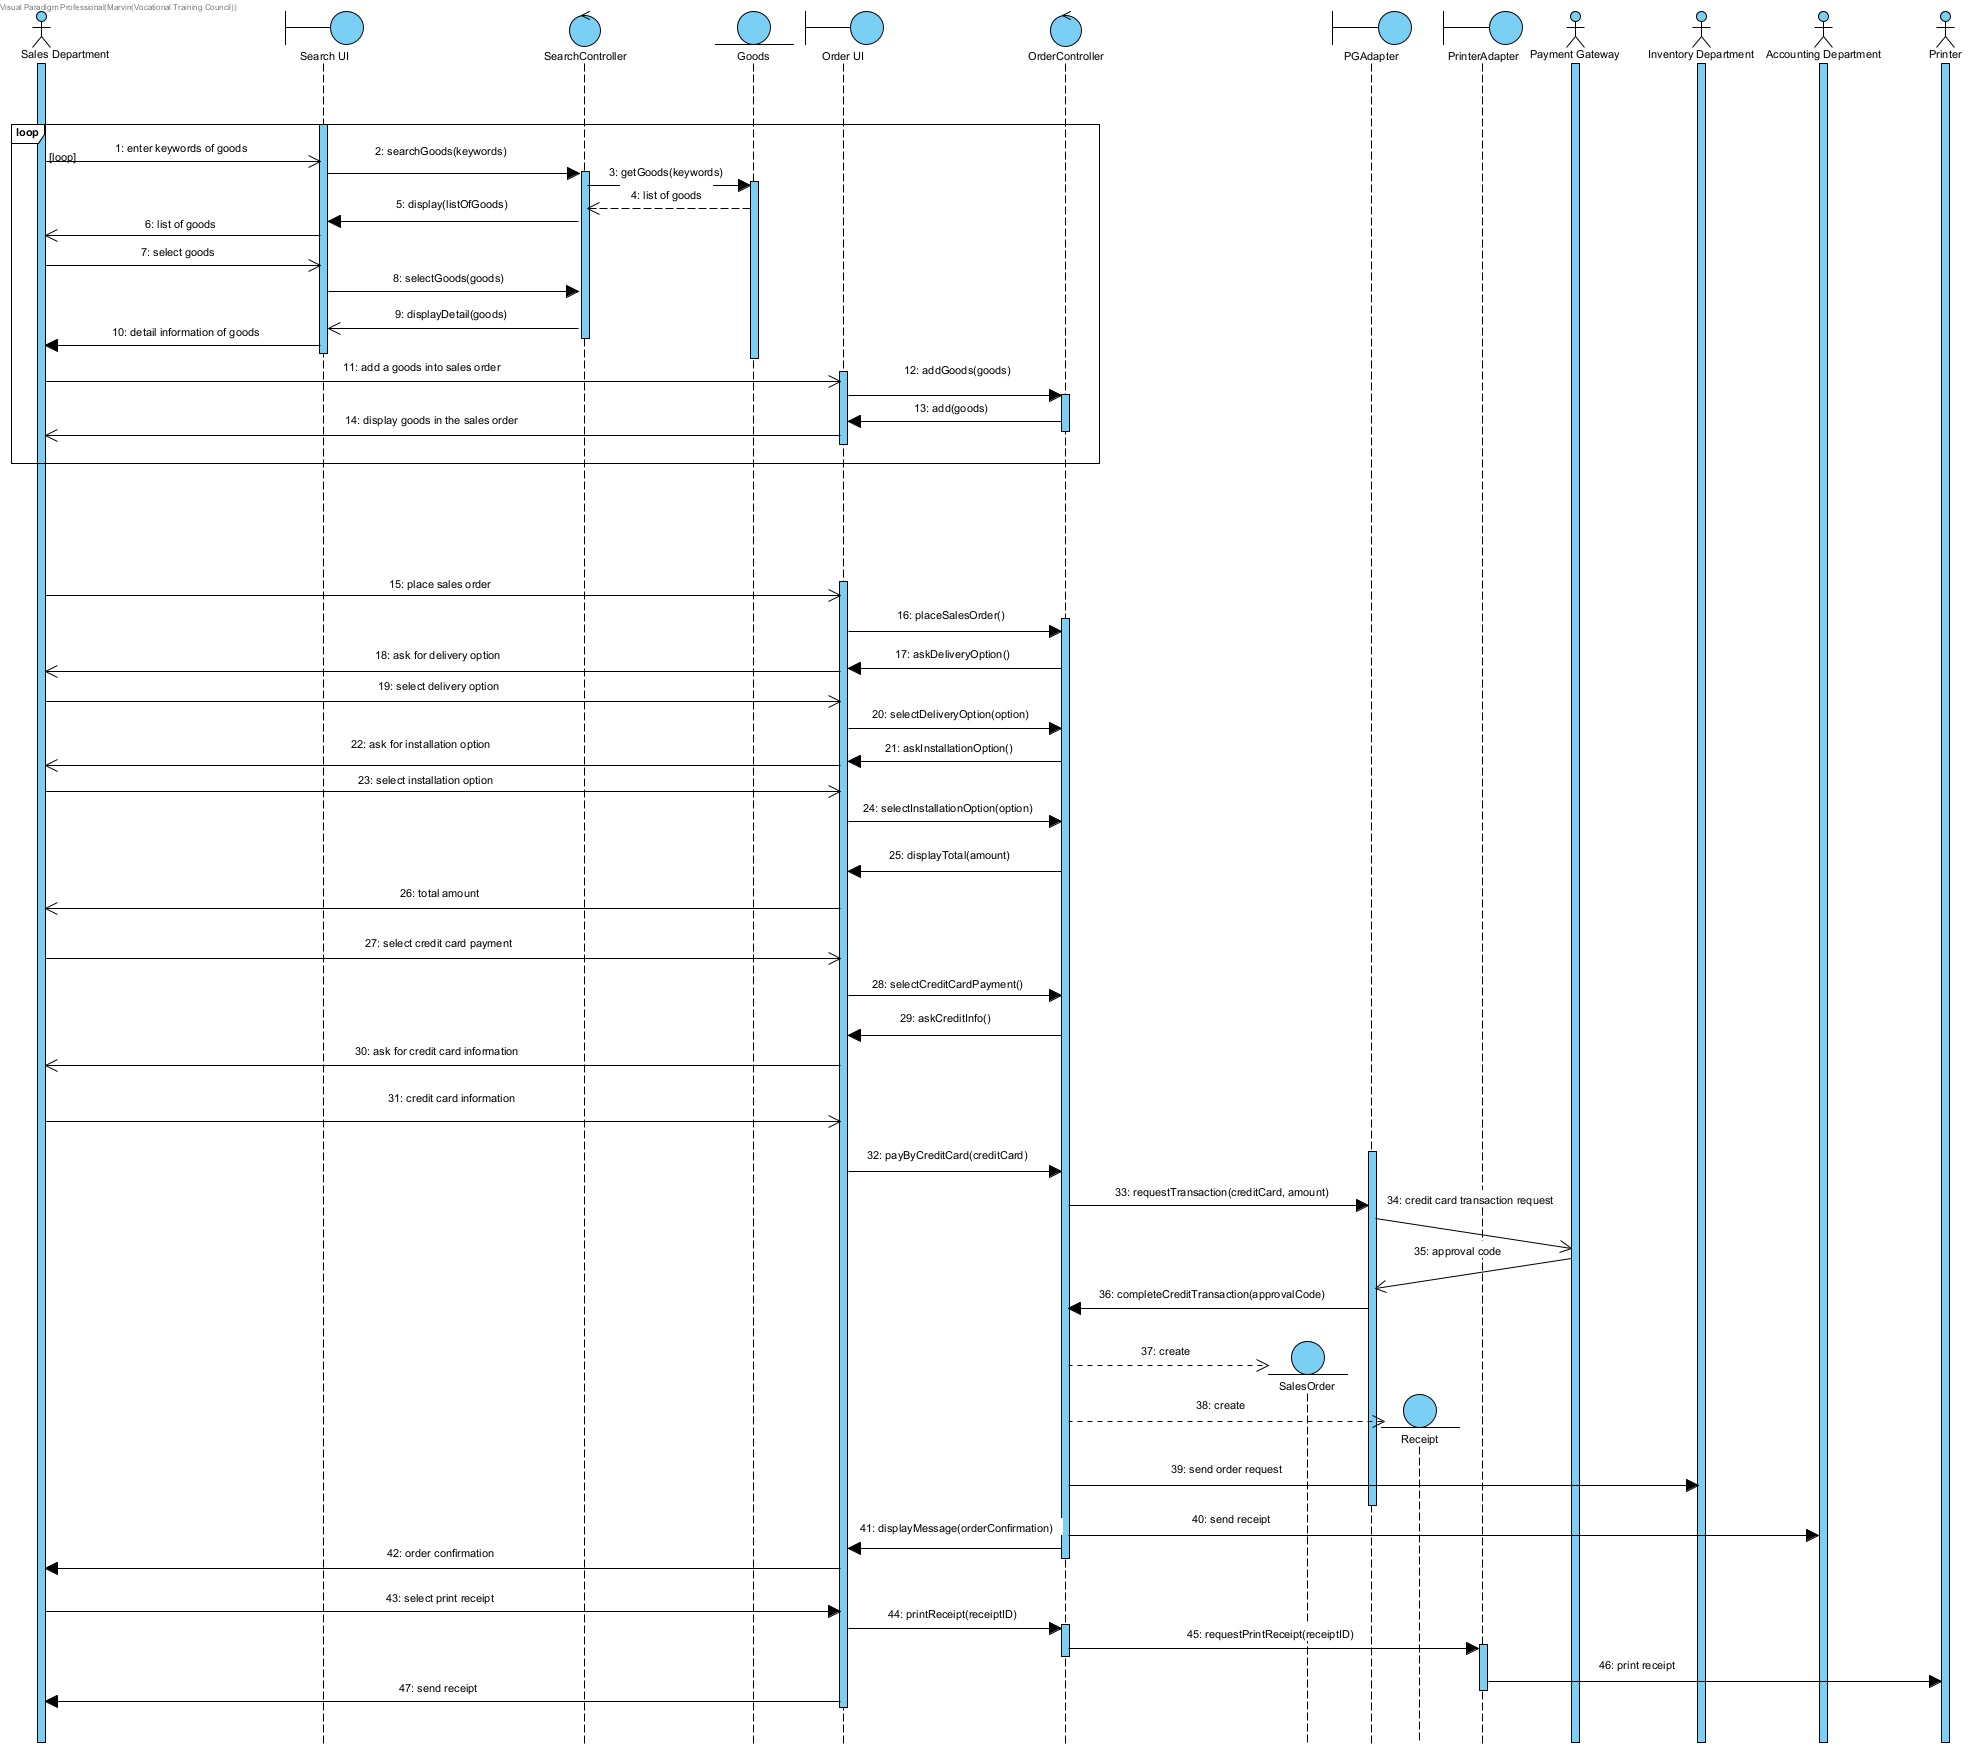 Visual Paradigm Professional(Marvin(Vocational Training Council))
Sales Department
Search UI
SearchController
Goods
Order UI
OrderController
PGAdapter
PrinterAdapter
Payment Gateway
Inventory Department
Accounting Department
Printer
loop
[loop]
1: enter keywords of goods
2: searchGoods(keywords)
3: getGoods(keywords)
4: list of goods
5: display(listOfGoods)
6: list of goods
7: select goods
8: selectGoods(goods)
9: displayDetail(goods)
10: detail information of goods
11: add a goods into sales order
12: addGoods(goods)
13: add(goods)
14: display goods in the sales order
15: place sales order
16: placeSalesOrder()
17: askDeliveryOption()
18: ask for delivery option
19: select delivery option
20: selectDeliveryOption(option)
21: askInstallationOption()
22: ask for installation option
23: select installation option
24: selectInstallationOption(option)
25: displayTotal(amount)
26: total amount
27: select credit card payment
28: selectCreditCardPayment()
29: askCreditInfo()
30: ask for credit card information
31: credit card information
32: payByCreditCard(creditCard)
33: requestTransaction(creditCard, amount)
34: credit card transaction request
35: approval code
36: completeCreditTransaction(approvalCode)
37: create
SalesOrder
38: create
Receipt
39: send order request
40: send receipt
41: displayMessage(orderConfirmation)
42: order confirmation
43: select print receipt
44: printReceipt(receiptID)
45: requestPrintReceipt(receiptID)
46: print receipt
47: send receipt